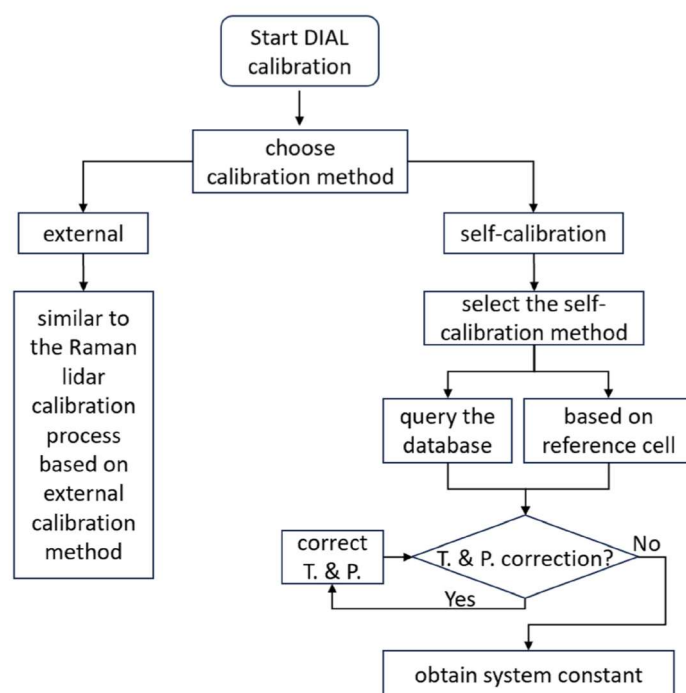 Start DIAL
calibration
choose
calibration method
external
self-calibration
similar to
the Raman
lidar
calibration
process
based on
external
calibration
method
select the self-
calibration method
query the
database
based on
reference cell
correct
T. & P.
T. & P. correction?
No
Yes
obtain system constant